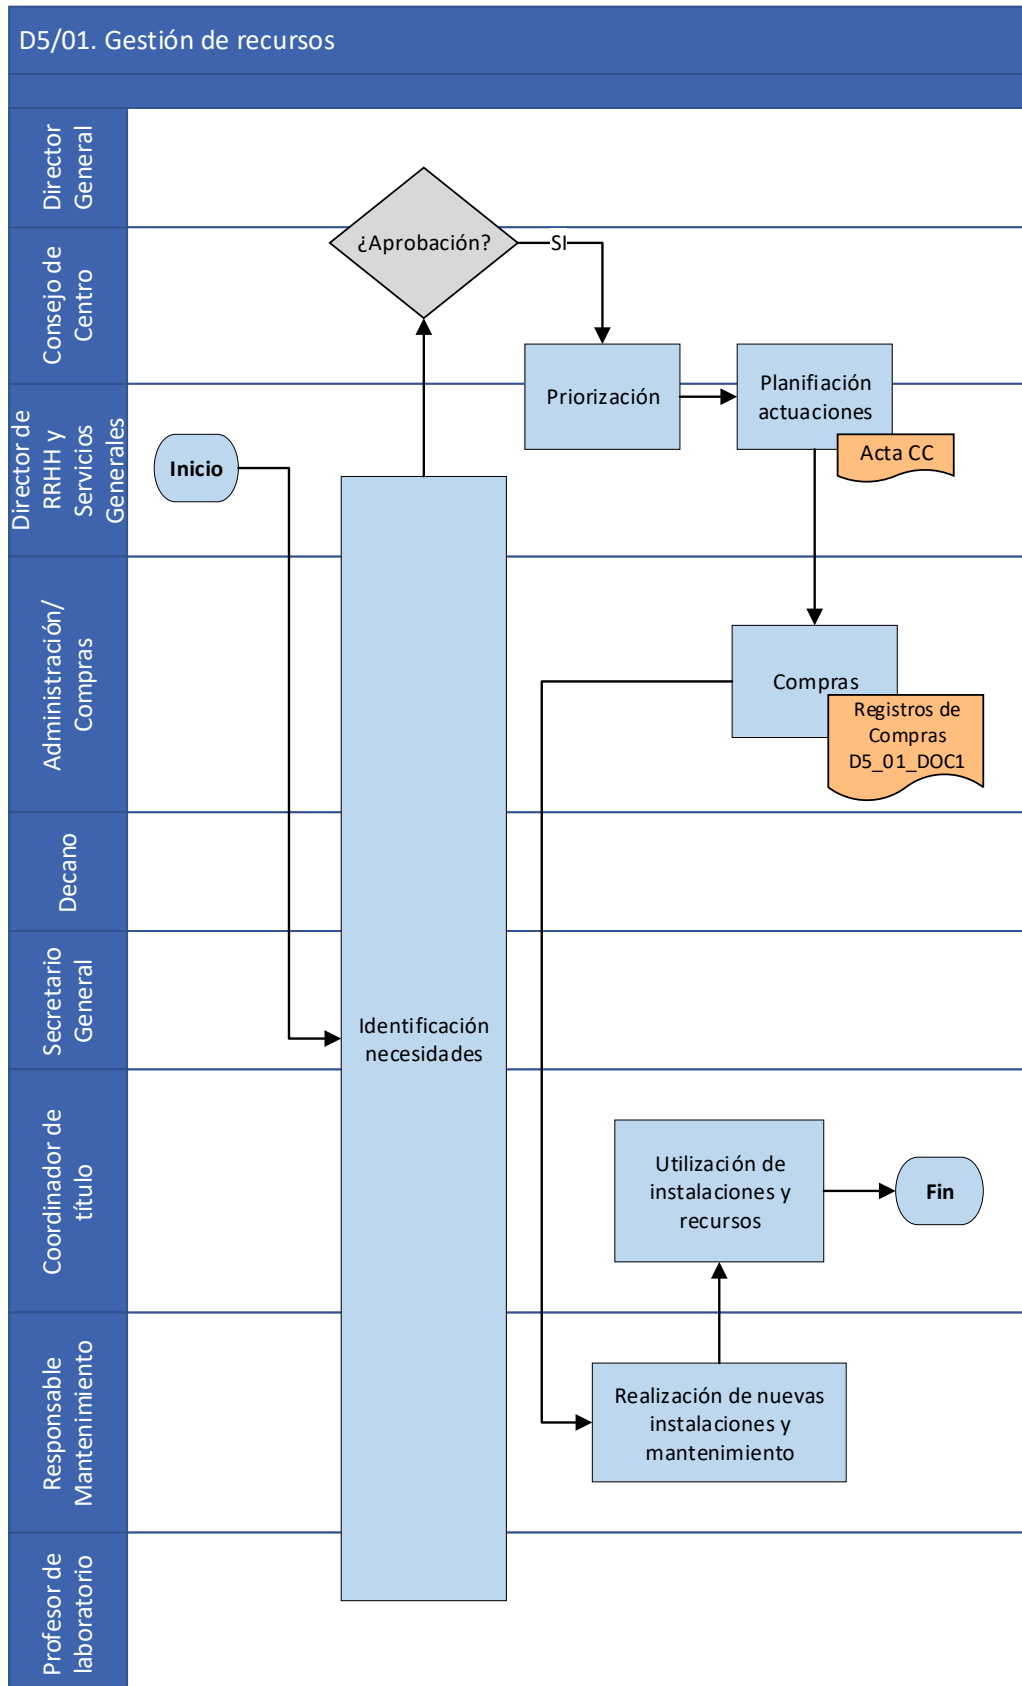 D5/01. Gestión de recursos
Director
General
¿Aprobación?
SI
Consejo de
Centro
Priorización
Planifiación
actuaciones
Acta CC
Director de
RRHH y
Servicios
Generales
Inicio
Administración/
Compras
Compras
Registros de
Compras
D5_01_DOC1
Decano
Secretario
General
Identificación
necesidades
Coordinador de
título
Utilización de
instalaciones y
recursos
Fin
Responsable
Mantenimiento
Realización de nuevas
instalaciones y
mantenimiento
Profesor de
laboratorio